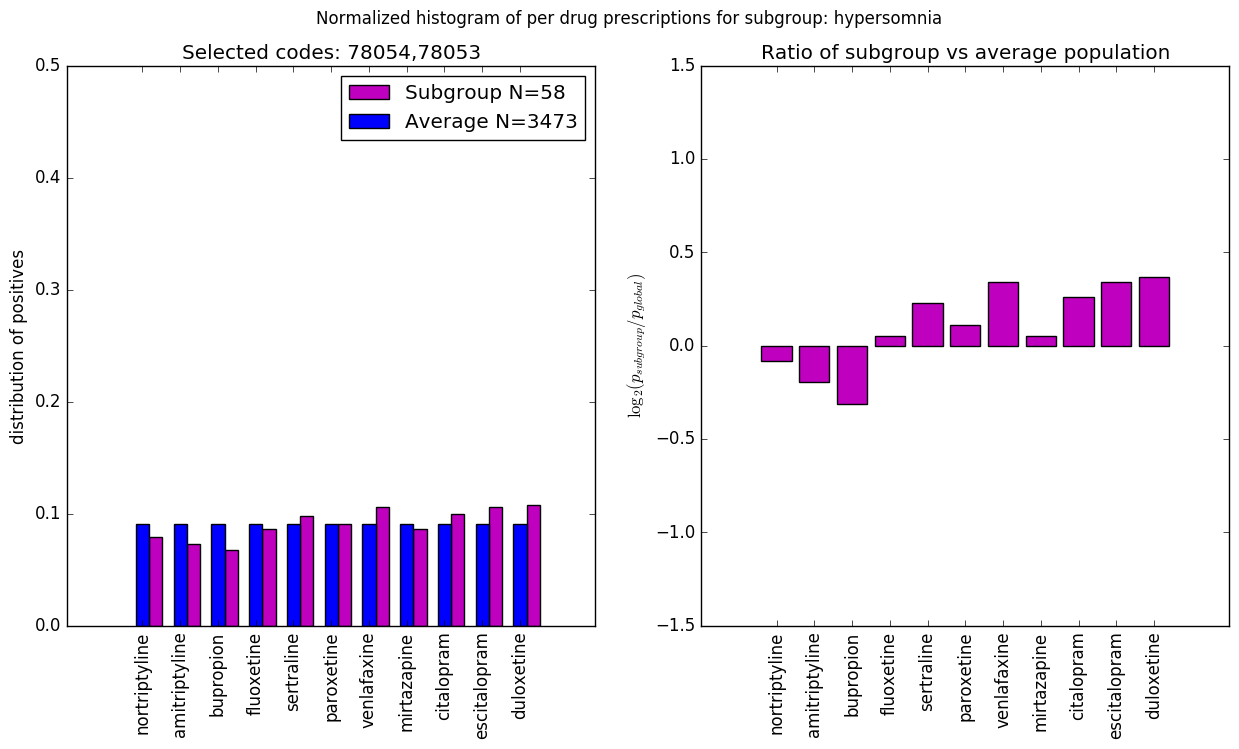 Normalized histogram of per drug prescriptions for subgroup: hypersomnia
Selected codes: 78054,78053
0.5
0.4
0.3
0.2
0.1
0.0
distribution of positives
Subgroup N=58
Average N=3473
nortriptyline
amitriptyline
bupropion
fluoxetine
sertraline
paroxetine
venlafaxine
mirtazapine
citalopram
escitalopram
duloxetine
Ratio of subgroup vs average population
1.5
1.0
0.5
0.0
−0.5
−1.0
−1.5
log₂(p_subgroup/p_global)
nortriptyline
amitriptyline
bupropion
fluoxetine
sertraline
paroxetine
venlafaxine
mirtazapine
citalopram
escitalopram
duloxetine